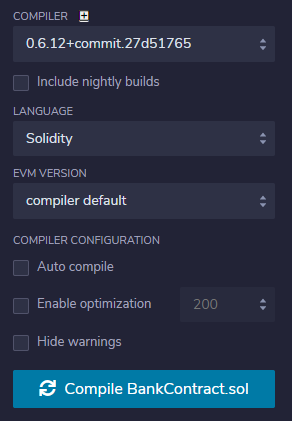 COMPILER
0.6.12+commit.27d51765
Include nightly builds
LANGUAGE
Solidity
EVM VERSION
compiler default
COMPILER CONFIGURATION
Auto compile
Enable optimization 200
Hide warnings
Compile BankContract.sol